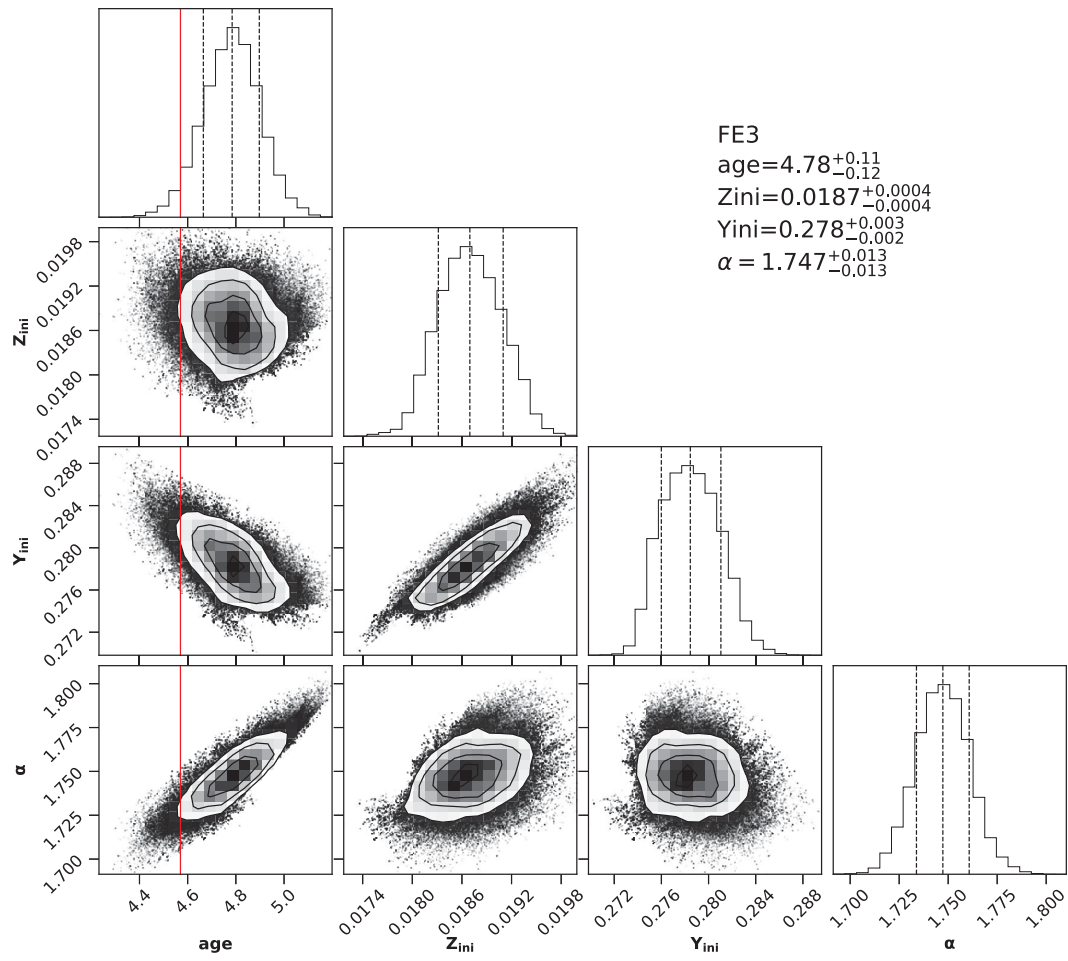 FE3
age=4.78+0.11−0.12
Zini=0.0187+0.0004−0.0004
Yini=0.278+0.003−0.002
α = 1.747+0.013−0.013
0.0198
0.0192
0.0186
0.0180
0.0174
Zini
0.288
0.284
0.280
0.276
0.272
Yini
1.800
1.775
1.750
1.725
1.700
α
4.4 4.6 4.8 5.0
0.0174 0.0180 0.0186 0.0192 0.0198
0.272 0.276 0.280 0.284 0.288
1.700 1.725 1.750 1.775 1.800
age Zini Yini α